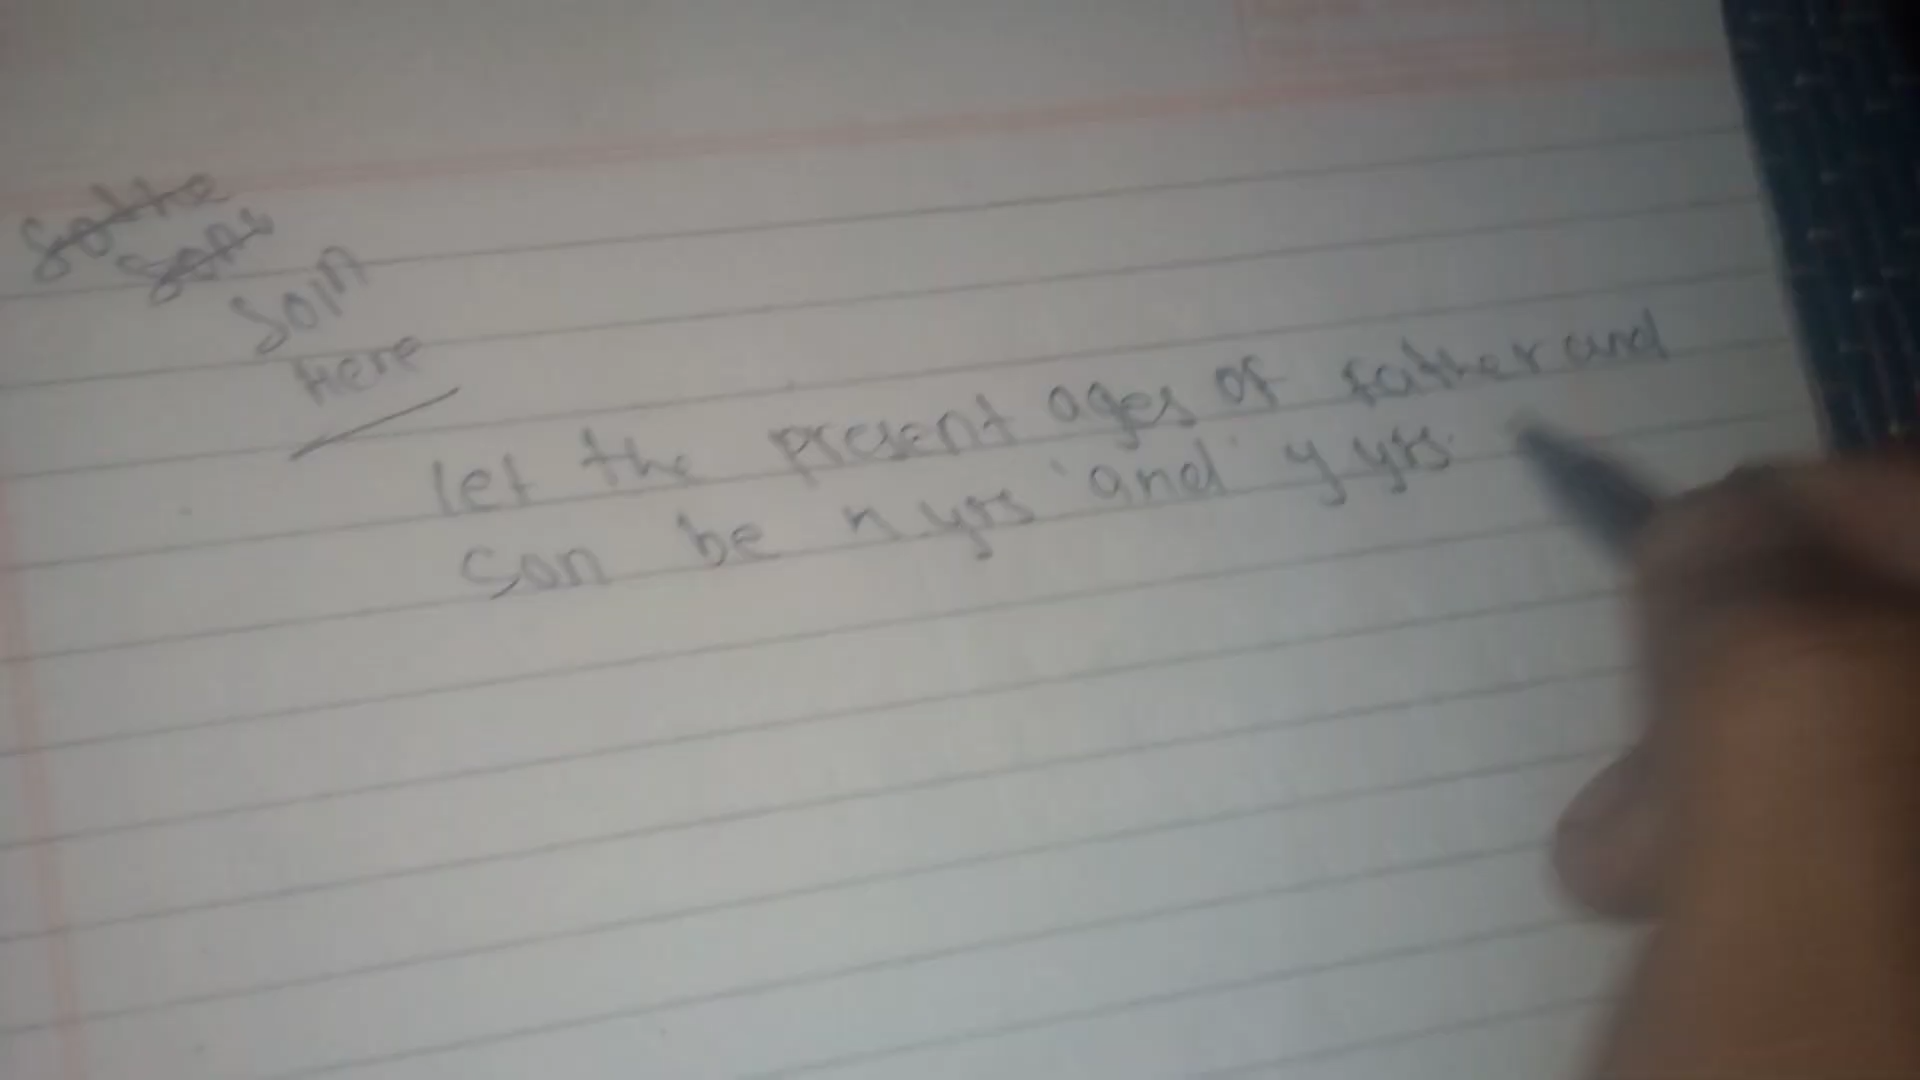 Soln
Here
let the present ages of father and
son be x yrs and y yrs.